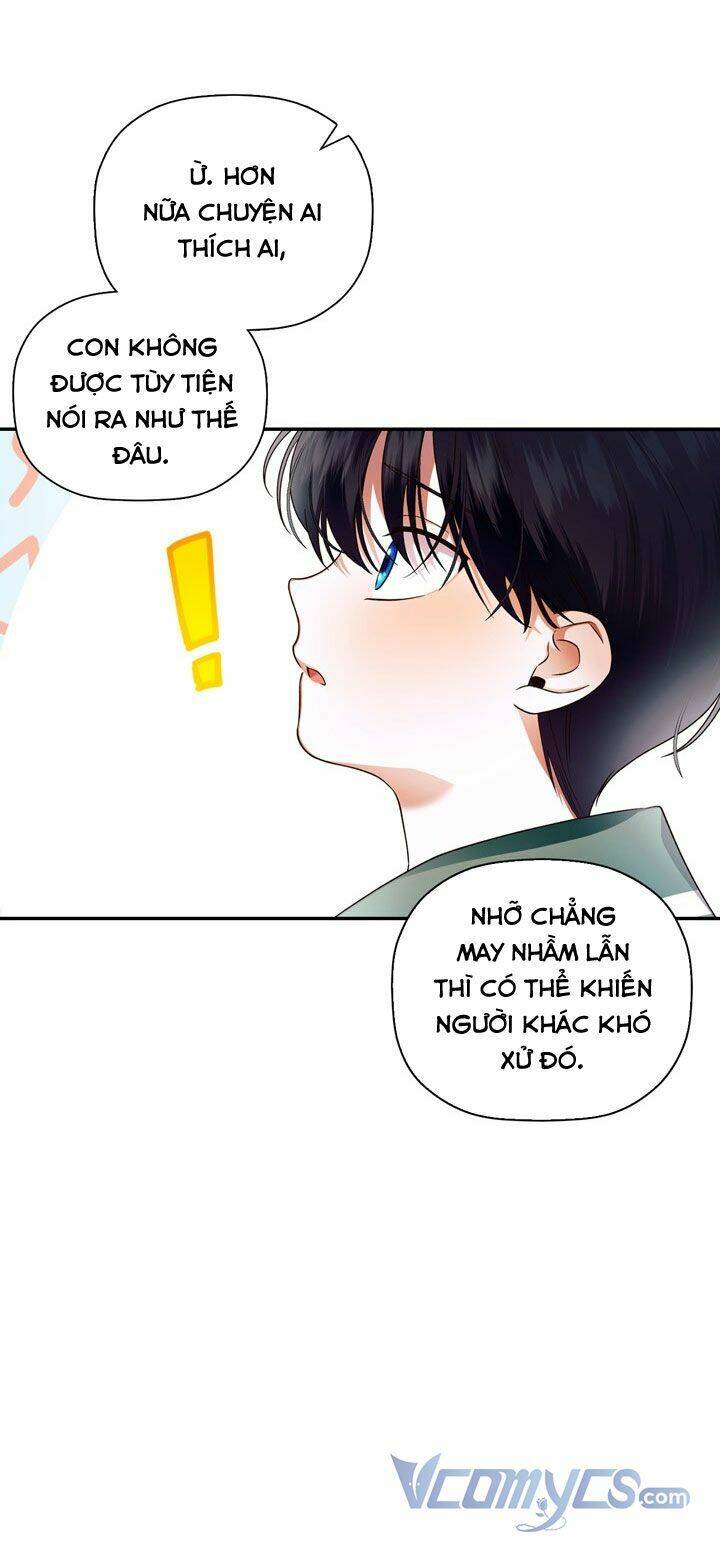 Ừ. HƠN
NỮA CHUYỆN AI
THÍCH AI,
CON KHÔNG
ĐƯỢC TÙY TIỆN
NÓI RA NHƯ THẾ
ĐÂU.
!
NHỠ CHẲNG
MAY NHẦM LẪN
THÌ CÓ THỂ KHIẾN
NGƯỜI KHÁC KHÓ
XỬ ĐÓ.
VCOMYCS.com